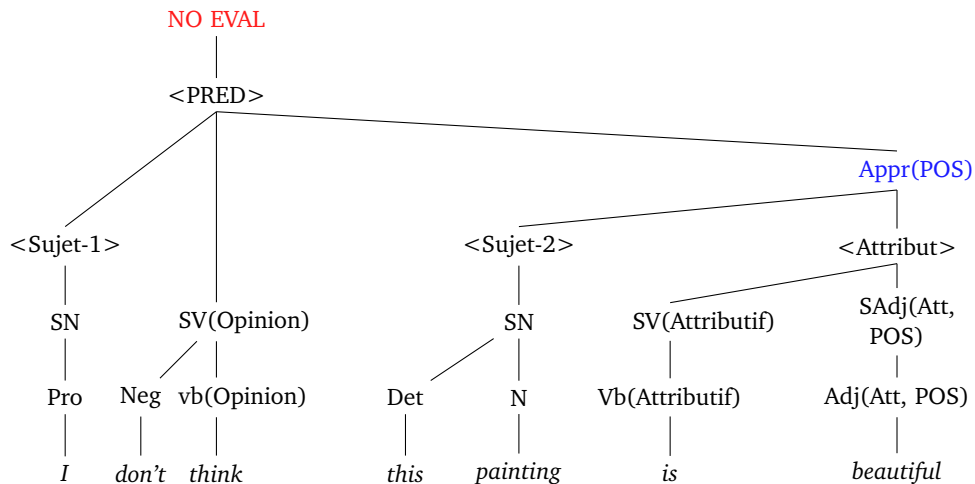 NO EVAL
<PRED>
Appr(POS)
<Sujet-1> <Sujet-2> <Attribut>
SN SV(Opinion) SN SV(Attributif) SAdj(Att,
POS)
Pro Neg vb(Opinion) Det N Vb(Attributif) Adj(Att, POS)
I don't think this painting is beautiful